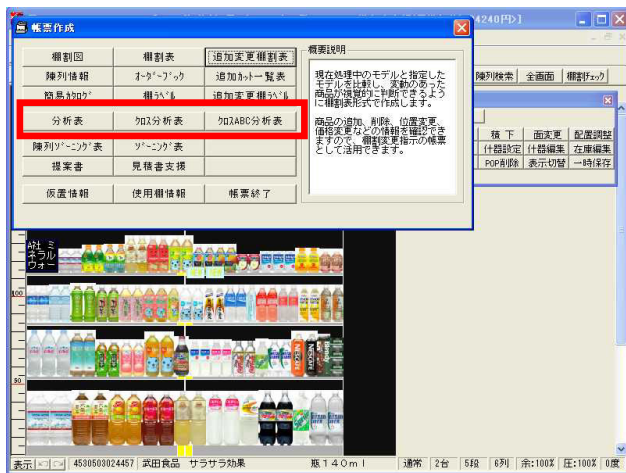 4240円>]
帳票作成
棚割図 棚割表 追加変更棚割表
陳列情報 ｵｰﾀﾞｰﾌﾞｯｸ 追加ｶｯﾄ一覧表
簡易ｶﾀﾛｸﾞ 棚ﾗﾍﾞﾙ 追加変更棚ﾗﾍﾞﾙ
分析表 ｸﾛｽ分析表 ｸﾛｽABC分析表
陳列ｿﾞｰﾆﾝｸﾞ表 ｿﾞｰﾆﾝｸﾞ表
提案書 見積書支援
仮置情報 使用棚情報 帳票終了
概要説明
現在処理中のモデルと指定した
モデルを比較し、変動のあった
商品が視覚的に判断できるよう
に棚割表形式で作成します。
商品の追加、削除、位置変更、
価格変更などの情報を確認でき
ますので、棚割変更指示の帳票
として活用できます。
陳列検索 全画面 棚割ﾁｪｯｸ
積 下 面変更 配置調整
什器設定 什器編集 在庫編集
POP削除 表示切替 一時保存
A社 ミ
ネラル
ウォー
100
50
表示 4530503024457 武田食品 サラサラ効果 瓶１４０ｍｌ 通常 2台 5段 6列 余:100% 圧:100% 0度